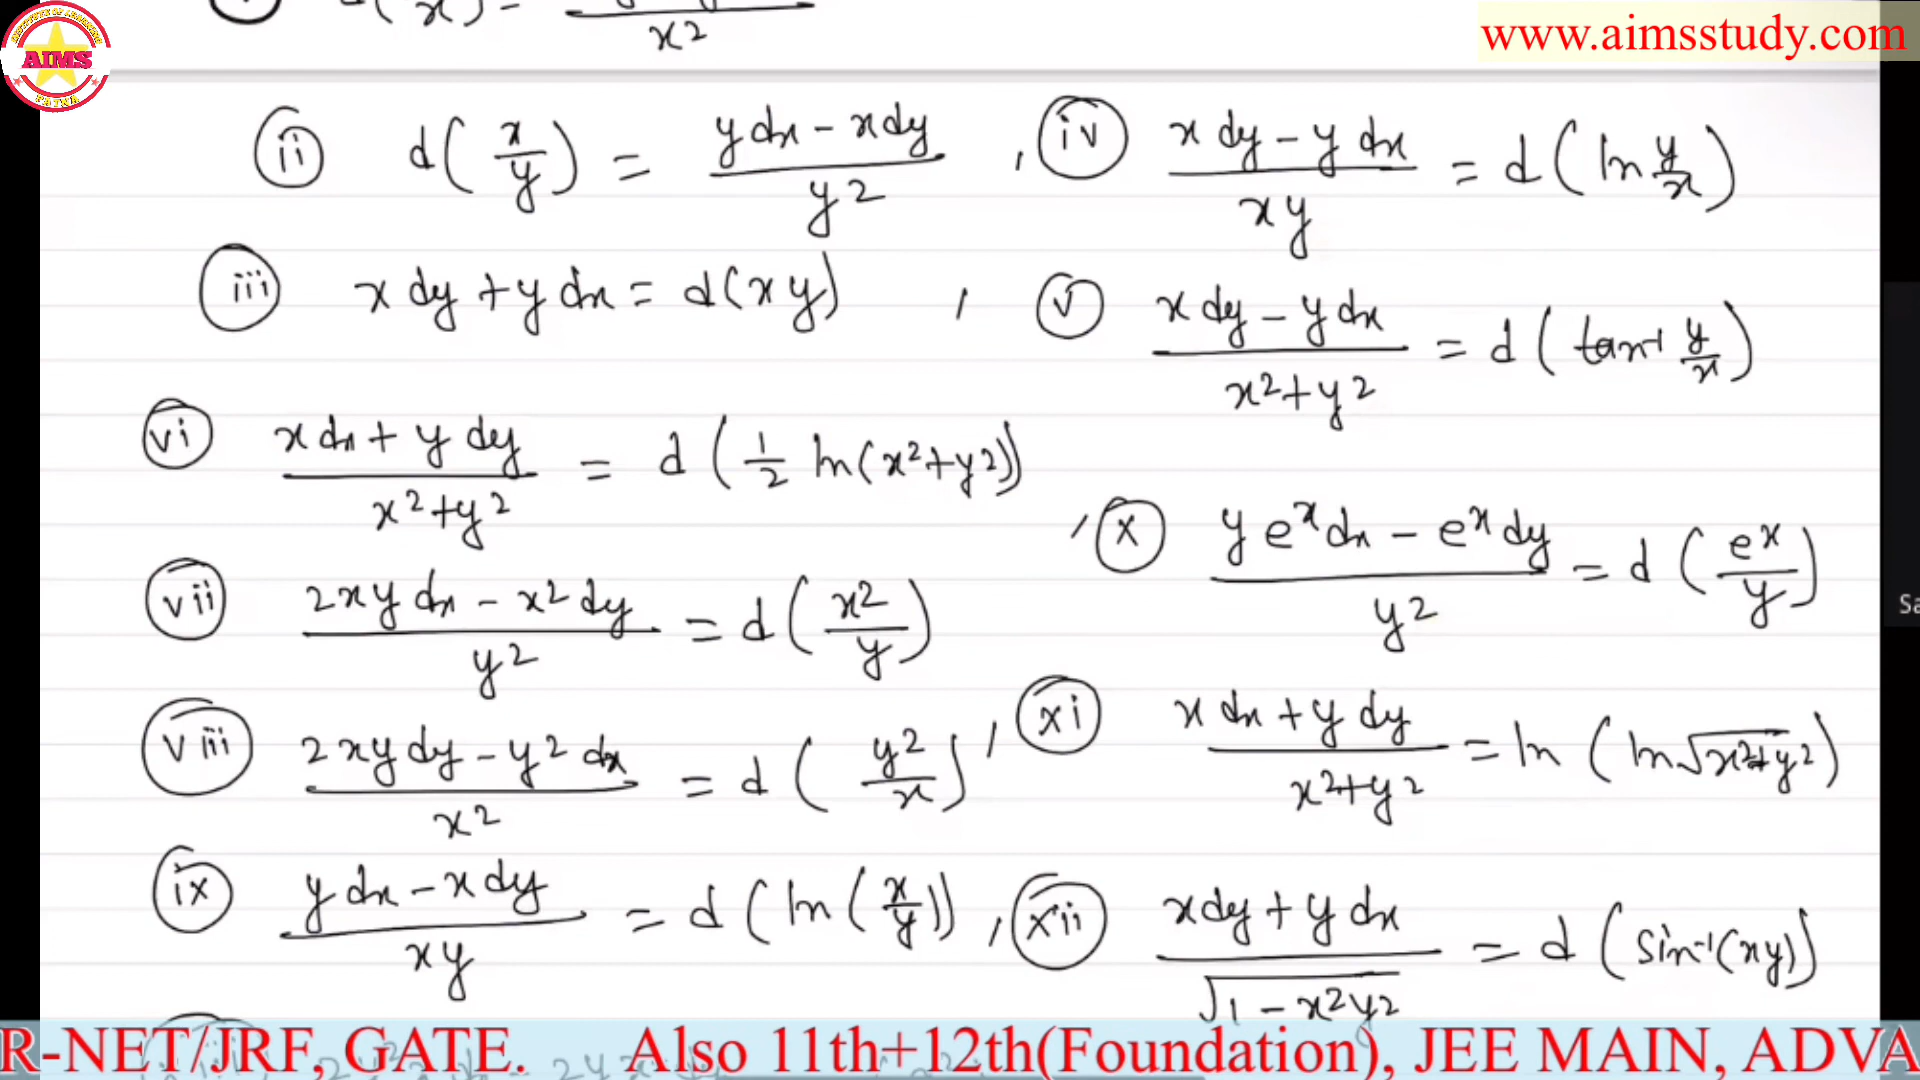 x2
www.aimsstudy.com
AIMS
PATNA
(ii) d(x/y) = (y dx - x dy)/y2 ,
(iv) (x dy - y dx)/xy = d(ln y/x)
(iii) x dy + y dx = d(xy) ,
(v) (x dy - y dx)/(x2+y2) = d(tan-1 y/x)
(vi) (x dx + y dy)/(x2+y2) = d(1/2 ln(x2+y2))
, (x) (y e^x dx - e^x dy)/y2 = d(e^x/y)
(vii) (2xy dx - x2 dy)/y2 = d(x2/y)
(viii) (2xy dy - y2 dx)/x2 = d(y2/x) ,
(xi) (x dx + y dy)/(x2+y2) = ln(ln√(x2+y2))
(ix) (y dx - x dy)/xy = d(ln(x/y)) ,
(xii) (x dy + y dx)/√(1-x2y2) = d(sin-1(xy))
Sa
R-NET/JRF, GATE. Also 11th+12th(Foundation), JEE MAIN, ADVA